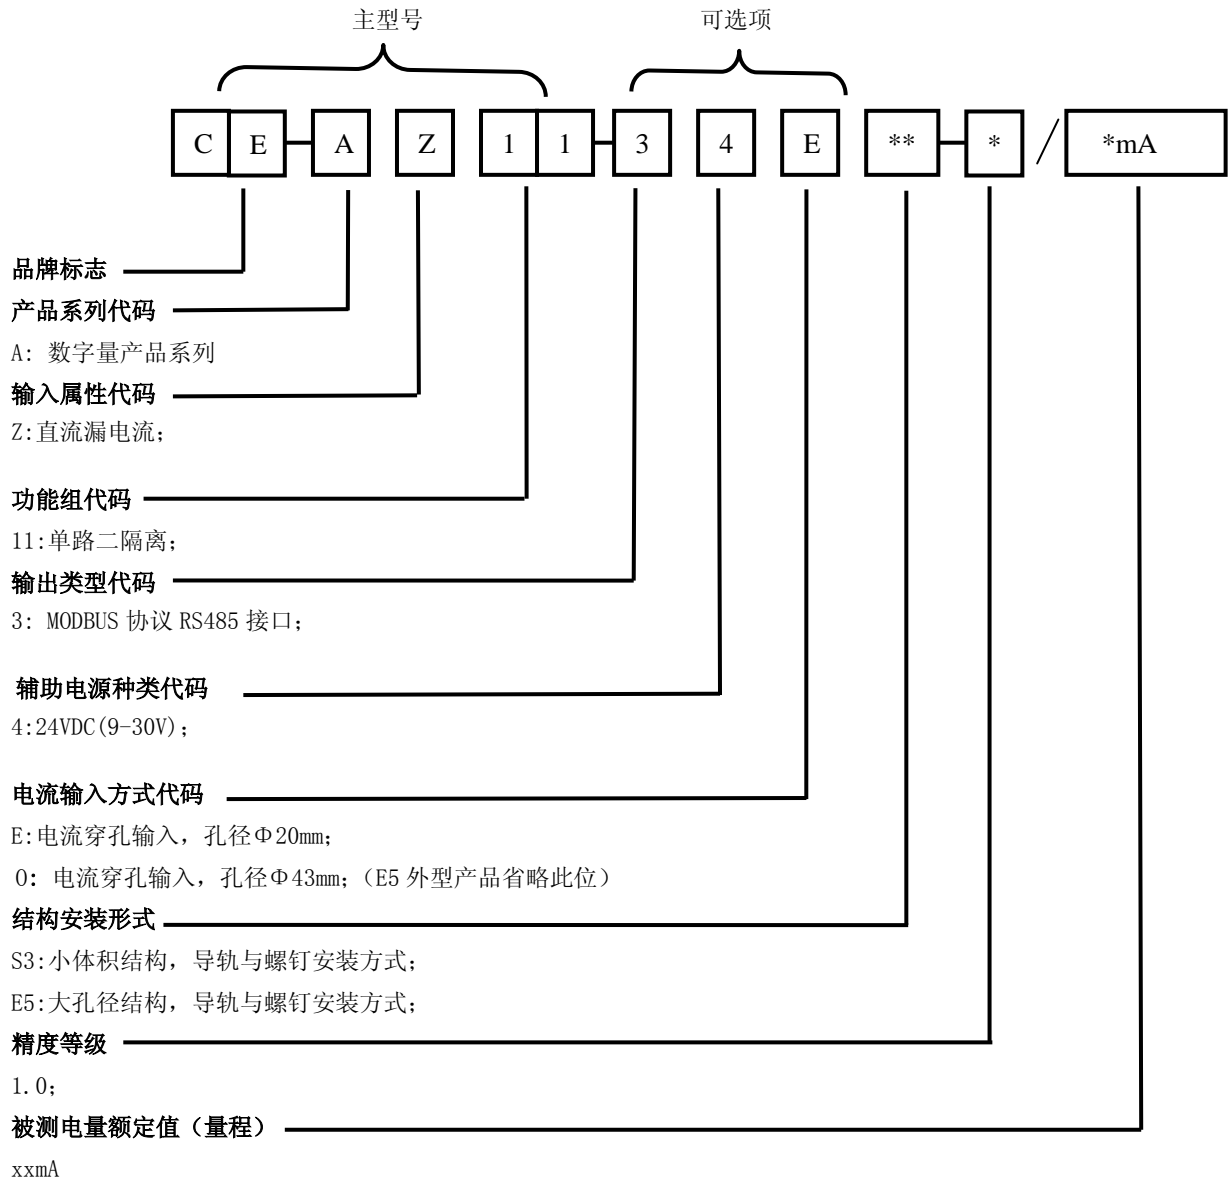 主型号 可选项
C E A Z 1 1 3 4 E ** * / *mA
品牌标志
产品系列代码
A: 数字量产品系列
输入属性代码
Z:直流漏电流;
功能组代码
11:单路二隔离;
输出类型代码
3: MODBUS 协议 RS485 接口;
辅助电源种类代码
4:24VDC(9-30V);
电流输入方式代码
E:电流穿孔输入，孔径Φ20mm;
0: 电流穿孔输入，孔径Φ43mm;（E5 外型产品省略此位）
结构安装形式
S3:小体积结构，导轨与螺钉安装方式;
E5:大孔径结构，导轨与螺钉安装方式;
精度等级
1.0;
被测电量额定值（量程）
xxmA